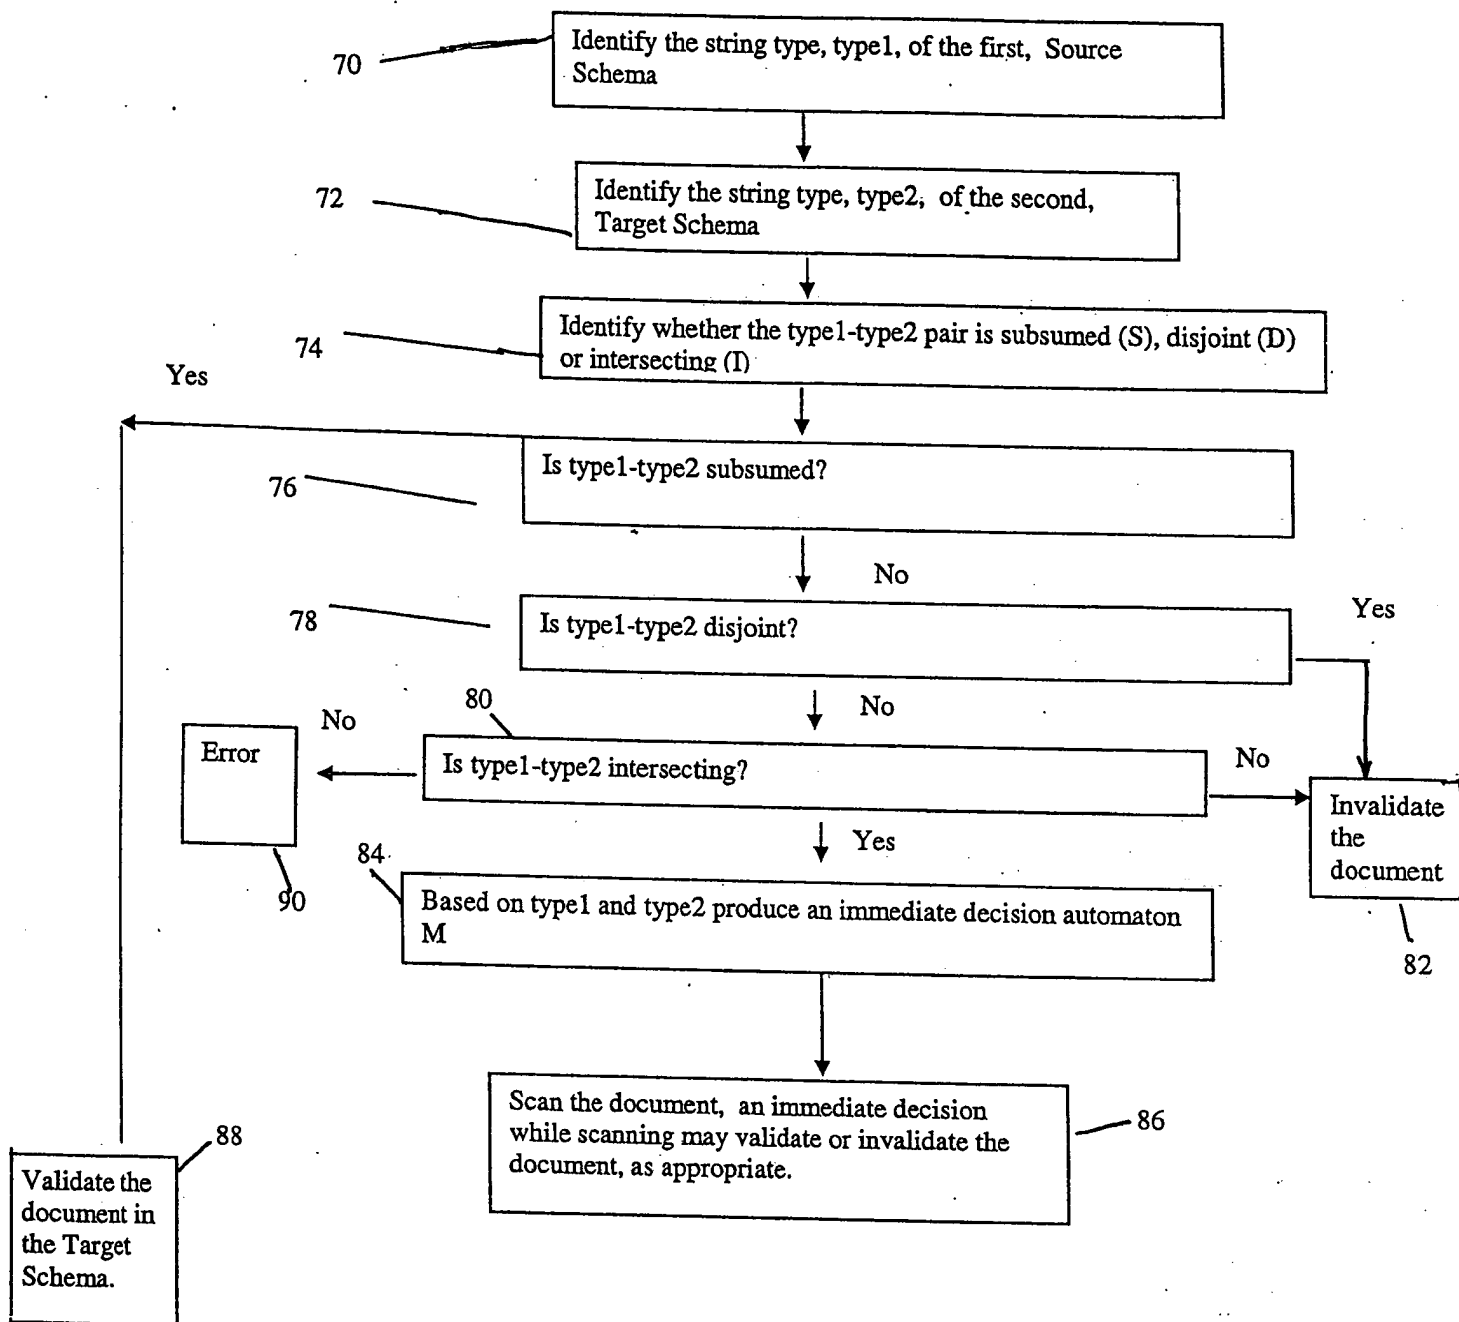 Identify the string type, type1, of the first, Source
Schema
70
Identify the string type, type2, of the second,
Target Schema
72
Identify whether the type1-type2 pair is subsumed (S), disjoint (D)
or intersecting (I)
74
Yes
Is type1-type2 subsumed?
76
No
Is type1-type2 disjoint?
78
Yes
80
No
No
Is type1-type2 intersecting?
No
Error
90
Invalidate
the
document
82
Yes
84
Based on type1 and type2 produce an immediate decision automaton
M
Scan the document, an immediate decision
while scanning may validate or invalidate the
document, as appropriate.
86
88
Validate the
document in
the Target
Schema.